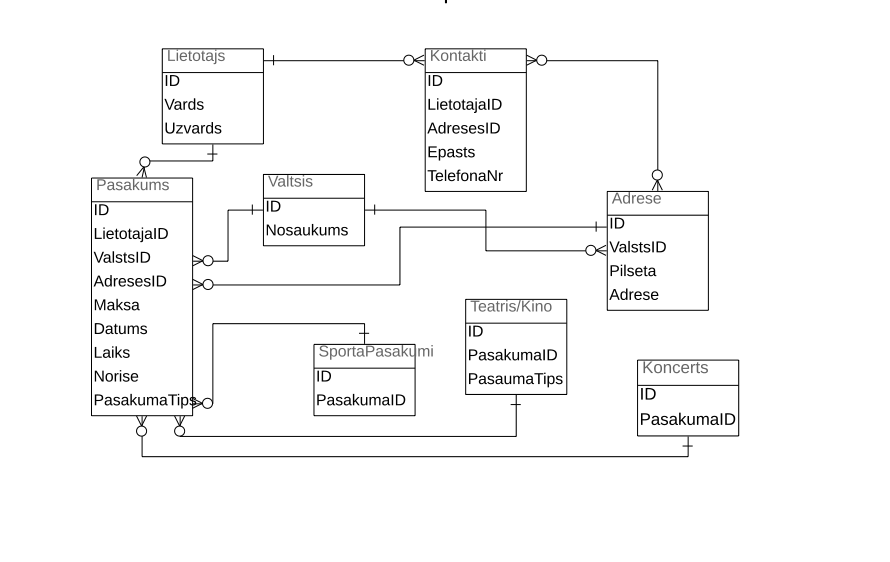 Lietotajs
ID
Vards
Uzvards
Kontakti
ID
LietotajaID
AdresesID
Epasts
TelefonaNr
Pasakums
ID
LietotajaID
ValstsID
AdresesID
Maksa
Datums
Laiks
Norise
PasakumaTips
Valtsis
ID
Nosaukums
Adrese
ID
ValstsID
Pilseta
Adrese
SportaPasakumi
ID
PasakumaID
Teatris/Kino
ID
PasakumaID
PasaumaTips
Koncerts
ID
PasakumaID